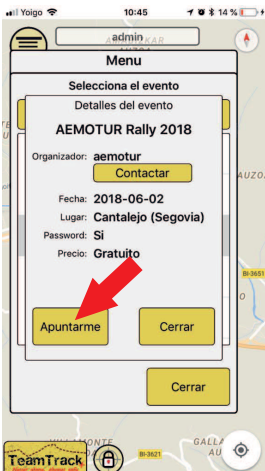 Yoigo 10:45 14 %
admin
Menu
Selecciona el evento
Detalles del evento
AEMOTUR Rally 2018
Organizador: aemotur
Contactar
AUZO
Fecha: 2018-06-02
Lugar: Cantalejo (Segovia)
Password: Si
Precio: Gratuito
BI-3651
Apuntarme Cerrar
Cerrar
TeamTrack
BI-3621